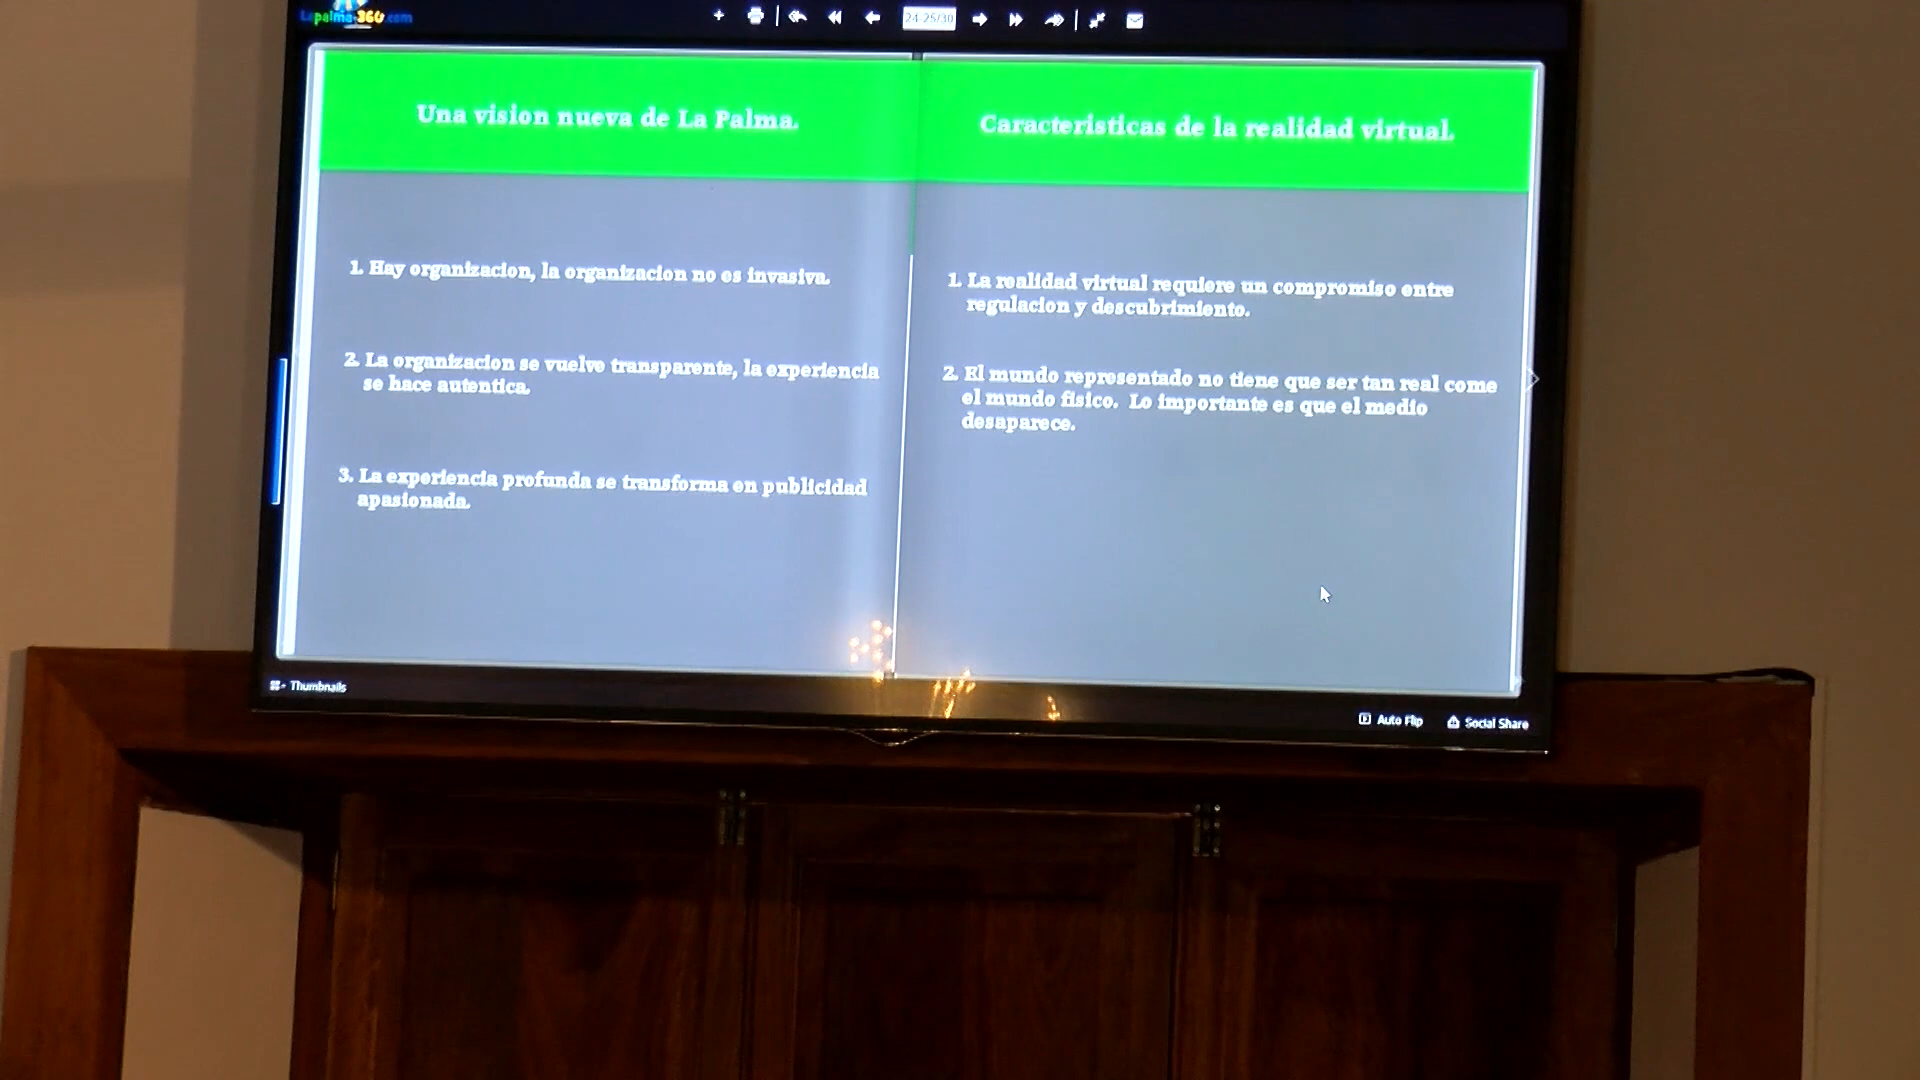 Lapalma-360.com
24-25/30
Una vision nueva de La Palma.
1. Hay organizacion, la organizacion no es invasiva.
2. La organizacion se vuelve transparente, la experiencia
se hace autentica.
3. La experiencia profunda se transforma en publicidad
apasionada.
Caracteristicas de la realidad virtual.
1. La realidad virtual requiere un compromiso entre
regulacion y descubrimiento.
2. El mundo representado no tiene que ser tan real come
el mundo fisico. Lo importante es que el medio
desaparece.
Thumbnails
Auto Flip
Social Share